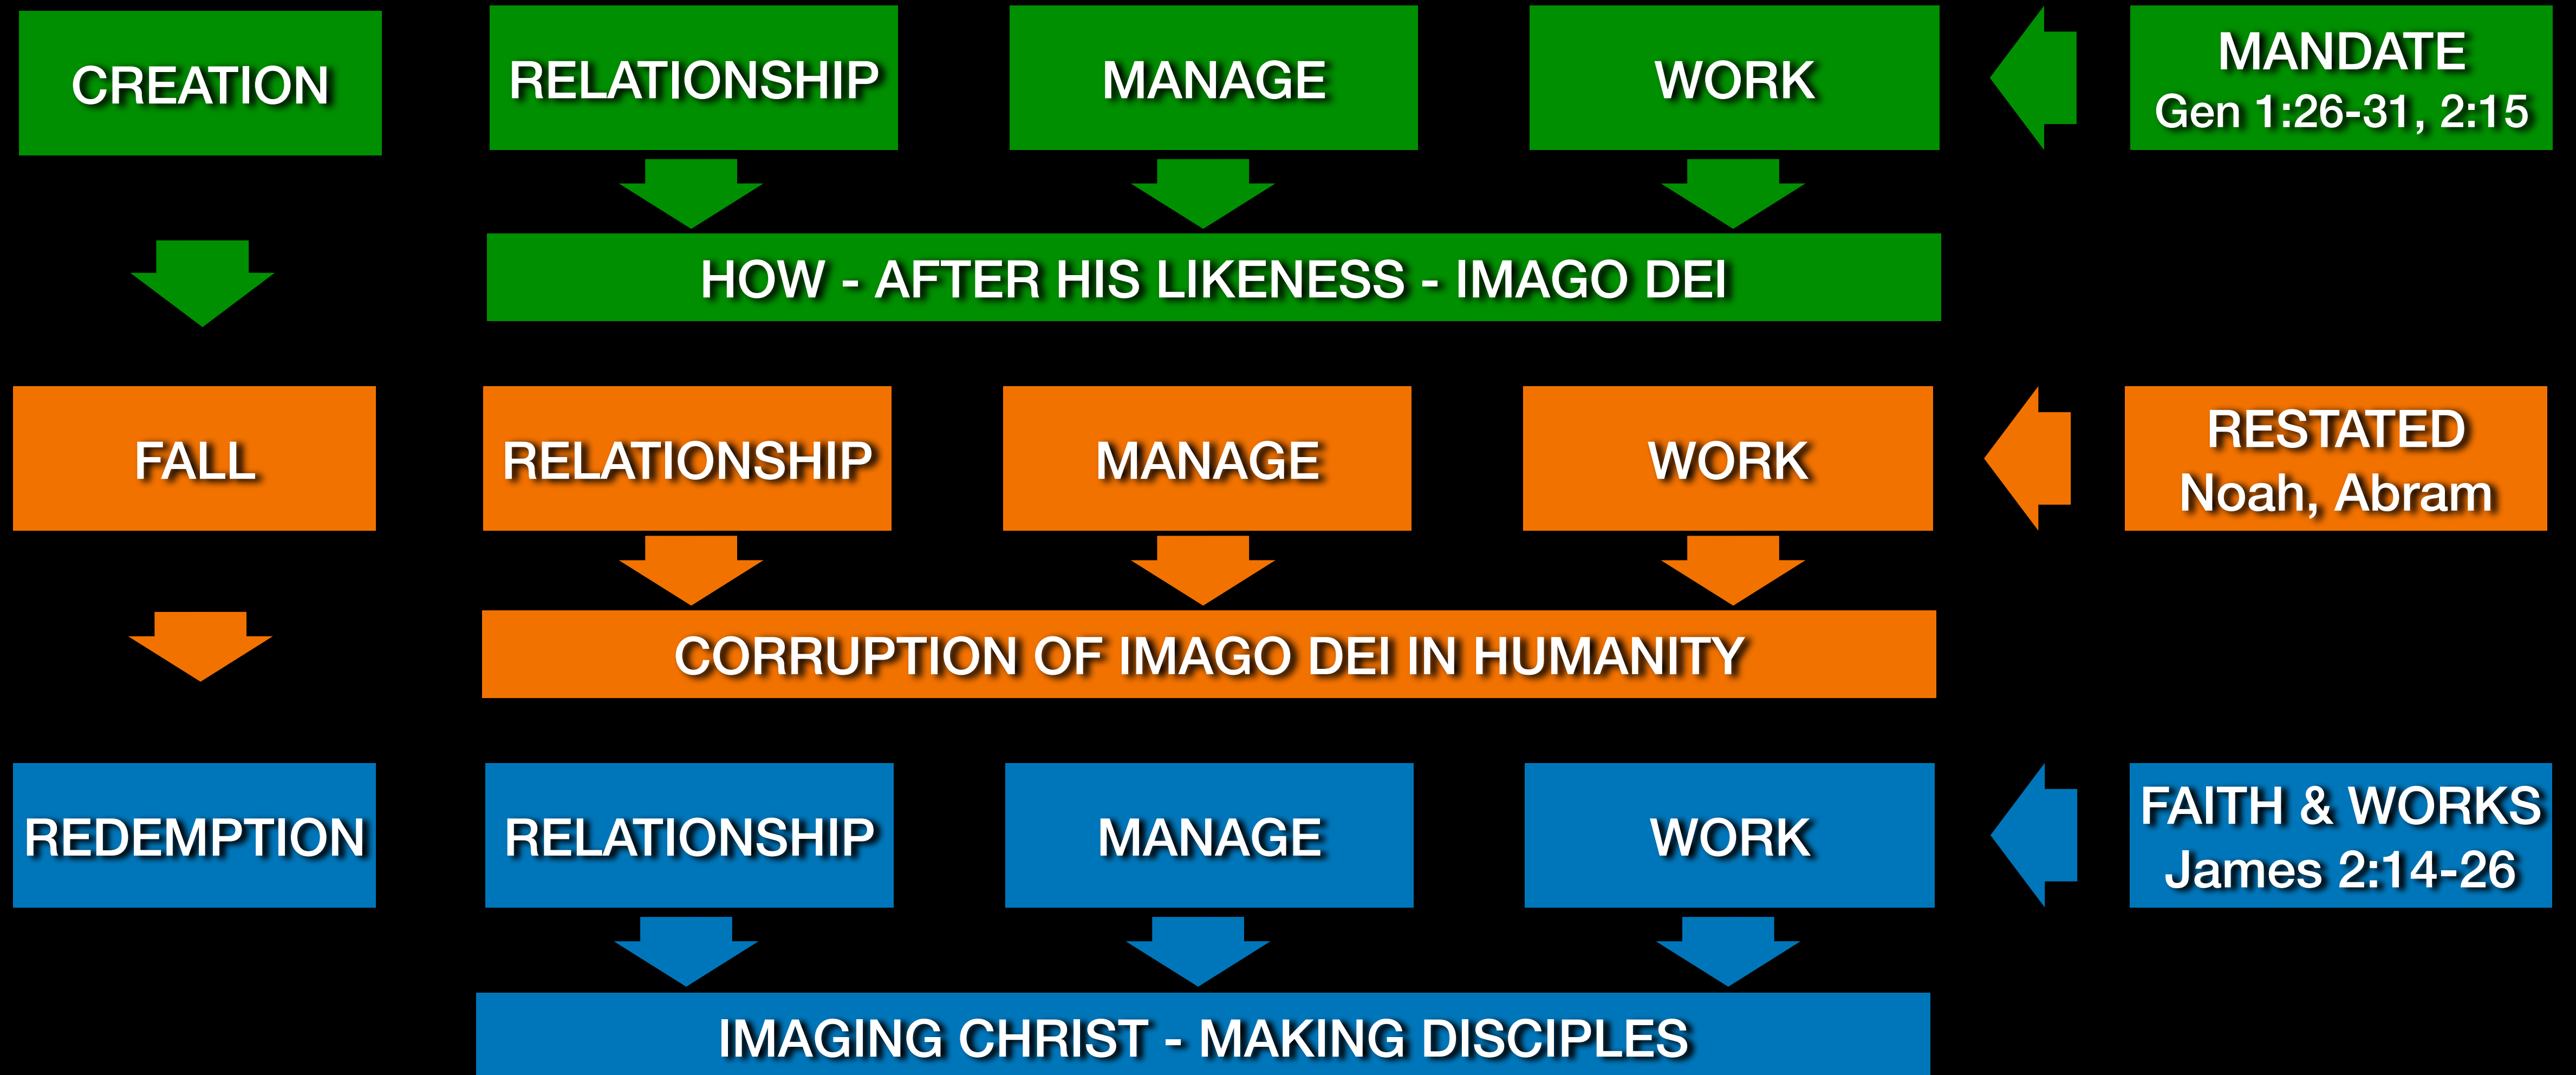 CREATION
RELATIONSHIP
MANAGE
WORK
MANDATE
Gen 1:26-31, 2:15
HOW - AFTER HIS LIKENESS - IMAGO DEI
FALL
RELATIONSHIP
MANAGE
WORK
RESTATED
Noah, Abram
CORRUPTION OF IMAGO DEI IN HUMANITY
REDEMPTION
RELATIONSHIP
MANAGE
WORK
FAITH & WORKS
James 2:14-26
IMAGING CHRIST - MAKING DISCIPLES